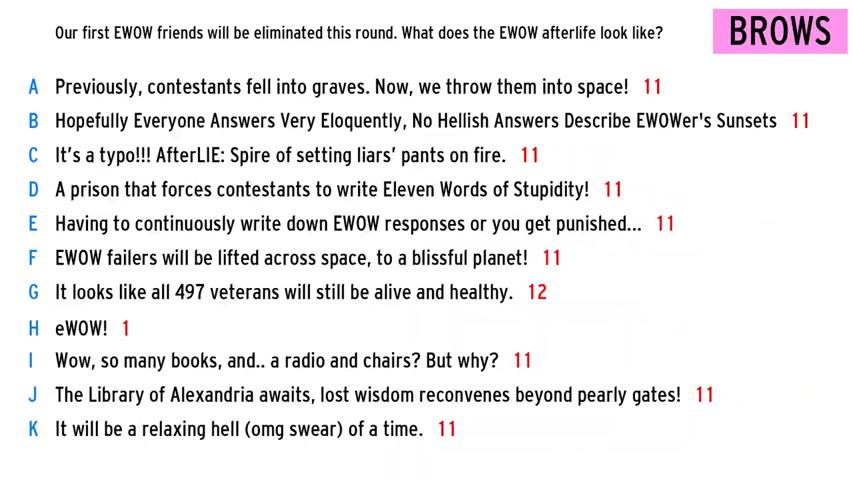 Our first EWOW friends will be eliminated this round. What does the EWOW afterlife look like?
BROWS
A Previously, contestants fell into graves. Now, we throw them into space! 11
B Hopefully Everyone Answers Very Eloquently, No Hellish Answers Describe EWOWer's Sunsets 11
C It's a typo!!! AfterLIE: Spire of setting liars' pants on fire. 11
D A prison that forces contestants to write Eleven Words of Stupidity! 11
E Having to continuously write down EWOW responses or you get punished... 11
F EWOW failers will be lifted across space, to a blissful planet! 11
G It looks like all 497 veterans will still be alive and healthy. 12
H eWOW! 1
I Wow, so many books, and.. a radio and chairs? But why? 11
J The Library of Alexandria awaits, lost wisdom reconvenes beyond pearly gates! 11
K It will be a relaxing hell (omg swear) of a time. 11